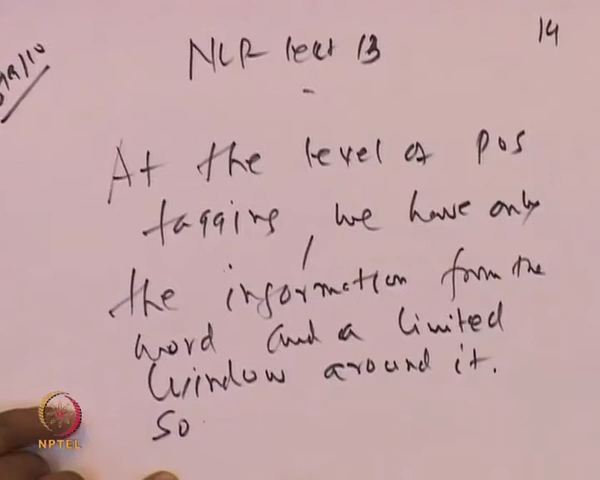 NLP lect 13
14
At the level of POS
tagging, we have only
the information from the
word and a limited
window around it.
So
NPTEL